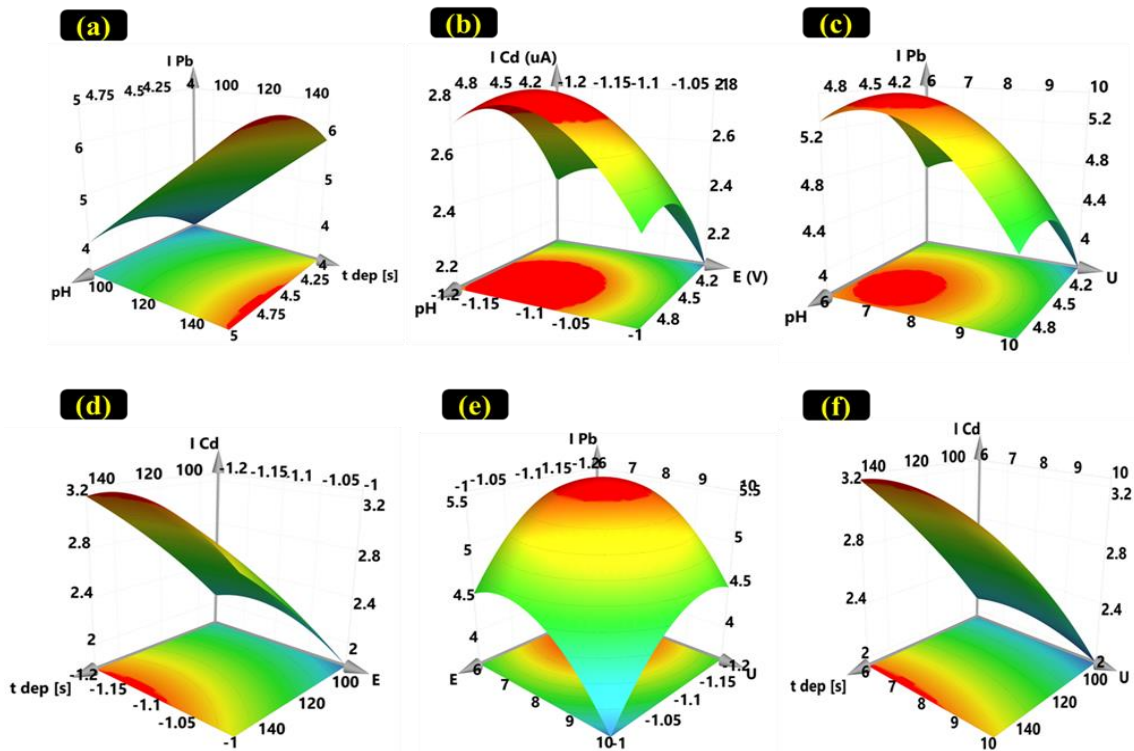 (a)
I Pb
5 4.75 4.5 4.25 4 100 120 140
6 6
5 5
4 4
pH 100 120 140 5 4.75 4.5 4.25 t dep [s]
(b)
I Cd (uA)
2.8 4.8 4.5 4.2 -1.2 -1.15 -1.1 -1.05
2.6 2.6
2.4 2.4
2.2 2.2
pH -1.2 -1.15 -1.1 -1.05 -1 4.8 4.5 4.2 E (V)
(c)
I Pb
4.8 4.5 4.2 6 7 8 9 10
5.2 5.2
4.8 4.8
4.4 4.4
4 4
pH 6 7 8 9 10 4.8 4.5 4.2 U
(d)
I Cd
3.2 140 120 100 -1.2 -1.15 -1.1 -1.05 -1 3.2
2.8 2.8
2.4 2.4
2 2
t dep [s] -1.2 -1.15 -1.1 -1.05 -1 140 120 100 E
(e)
I Pb
-1 -1.05 -1.1 1.15 -1.2 6 7 8 9 10
5.5 5.5
5 5
4.5 4.5
4 4
E 6 7 8 9 10 -1 -1.05 -1.1 -1.15 -1.2 U
(f)
I Cd
3.2 140 120 100 6 7 8 9 10 3.2
2.8 2.8
2.4 2.4
2 2
t dep [s] 6 7 8 9 10 140 120 100 U